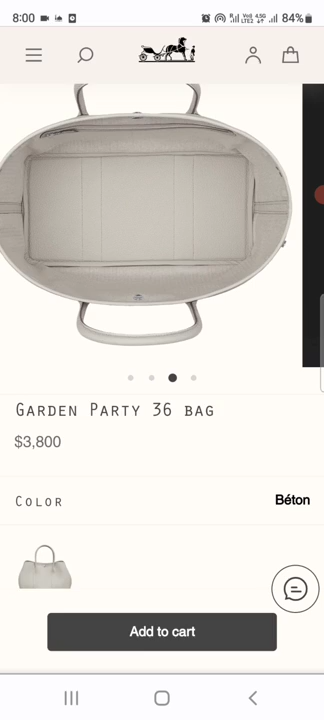 8:00
84%
GARDEN PARTY 36 BAG
$3,800
COLOR
Béton
Add to cart